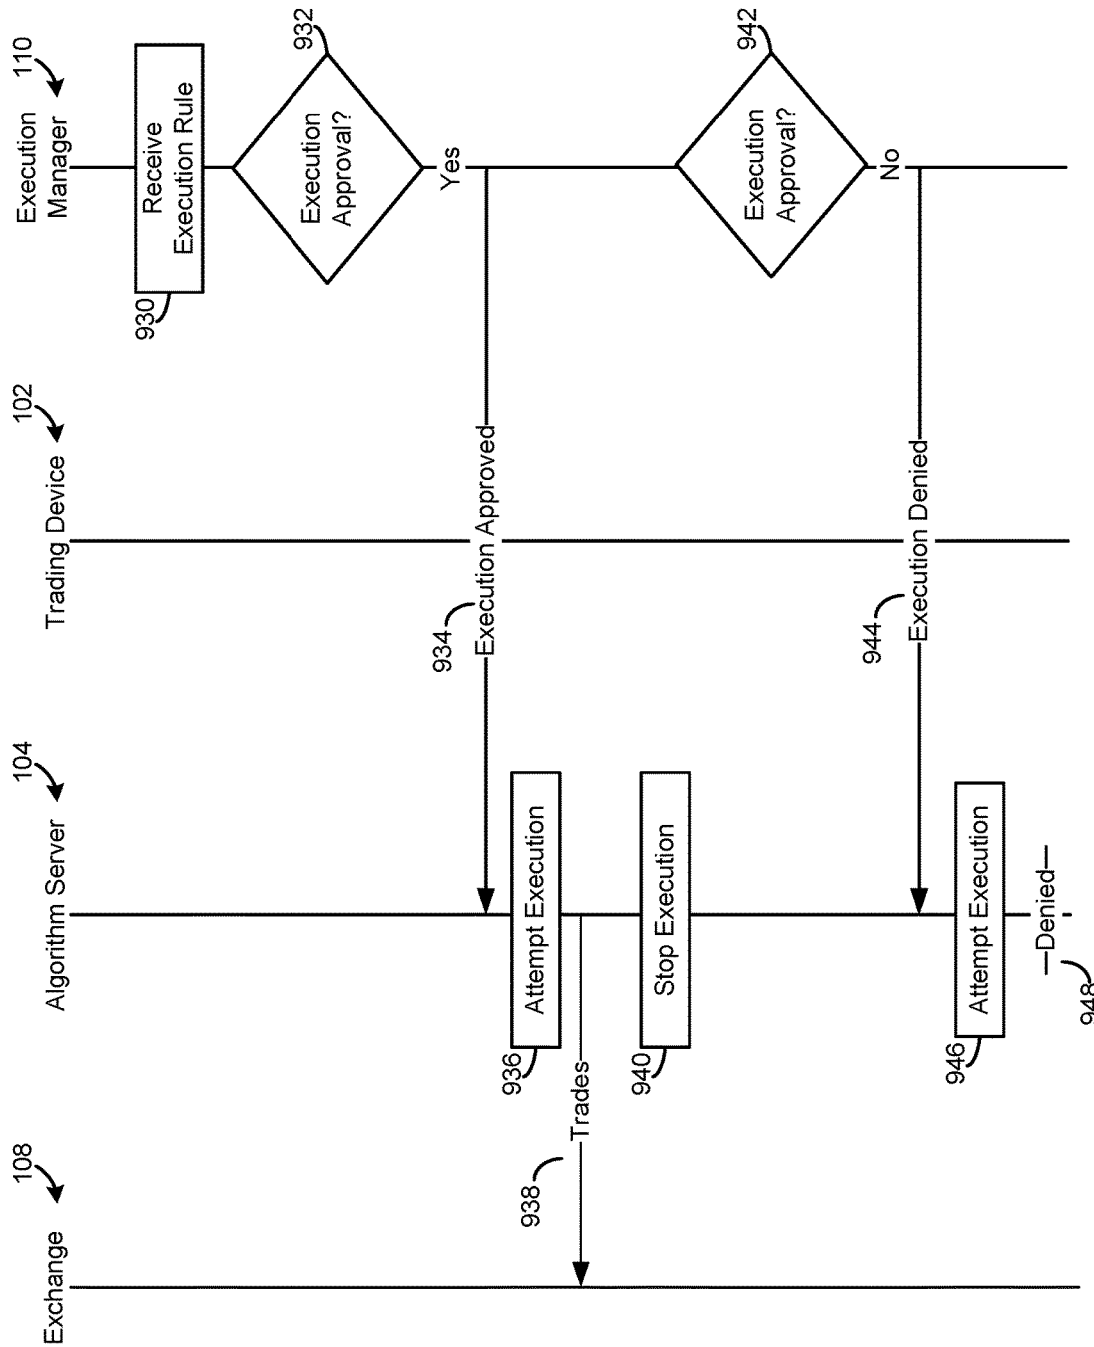 108
Exchange
104
Algorithm Server
102
Trading Device
110
Execution
Manager
930
Receive
Execution Rule
932
Execution
Approval?
Yes
934
Execution Approved
936
Attempt Execution
938
Trades
940
Stop Execution
942
Execution
Approval?
No
944
Execution Denied
946
Attempt Execution
Denied
948